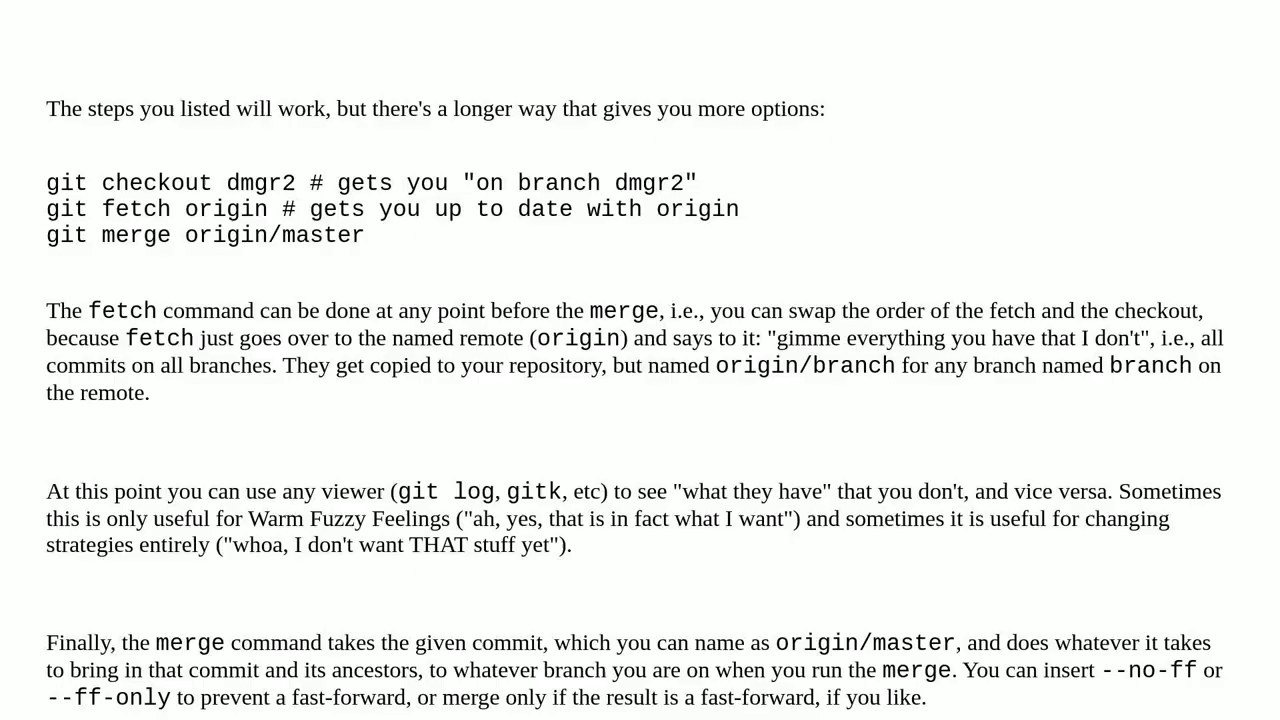 The steps you listed will work, but there's a longer way that gives you more options:
git checkout dmgr2 # gets you "on branch dmgr2"
git fetch origin # gets you up to date with origin
git merge origin/master
The fetch command can be done at any point before the merge, i.e., you can swap the order of the fetch and the checkout,
because fetch just goes over to the named remote (origin) and says to it: "gimme everything you have that I don't", i.e., all
commits on all branches. They get copied to your repository, but named origin/branch for any branch named branch on
the remote.
At this point you can use any viewer (git log, gitk, etc) to see "what they have" that you don't, and vice versa. Sometimes
this is only useful for Warm Fuzzy Feelings ("ah, yes, that is in fact what I want") and sometimes it is useful for changing
strategies entirely ("whoa, I don't want THAT stuff yet").
Finally, the merge command takes the given commit, which you can name as origin/master, and does whatever it takes
to bring in that commit and its ancestors, to whatever branch you are on when you run the merge. You can insert --no-ff or
--ff-only to prevent a fast-forward, or merge only if the result is a fast-forward, if you like.